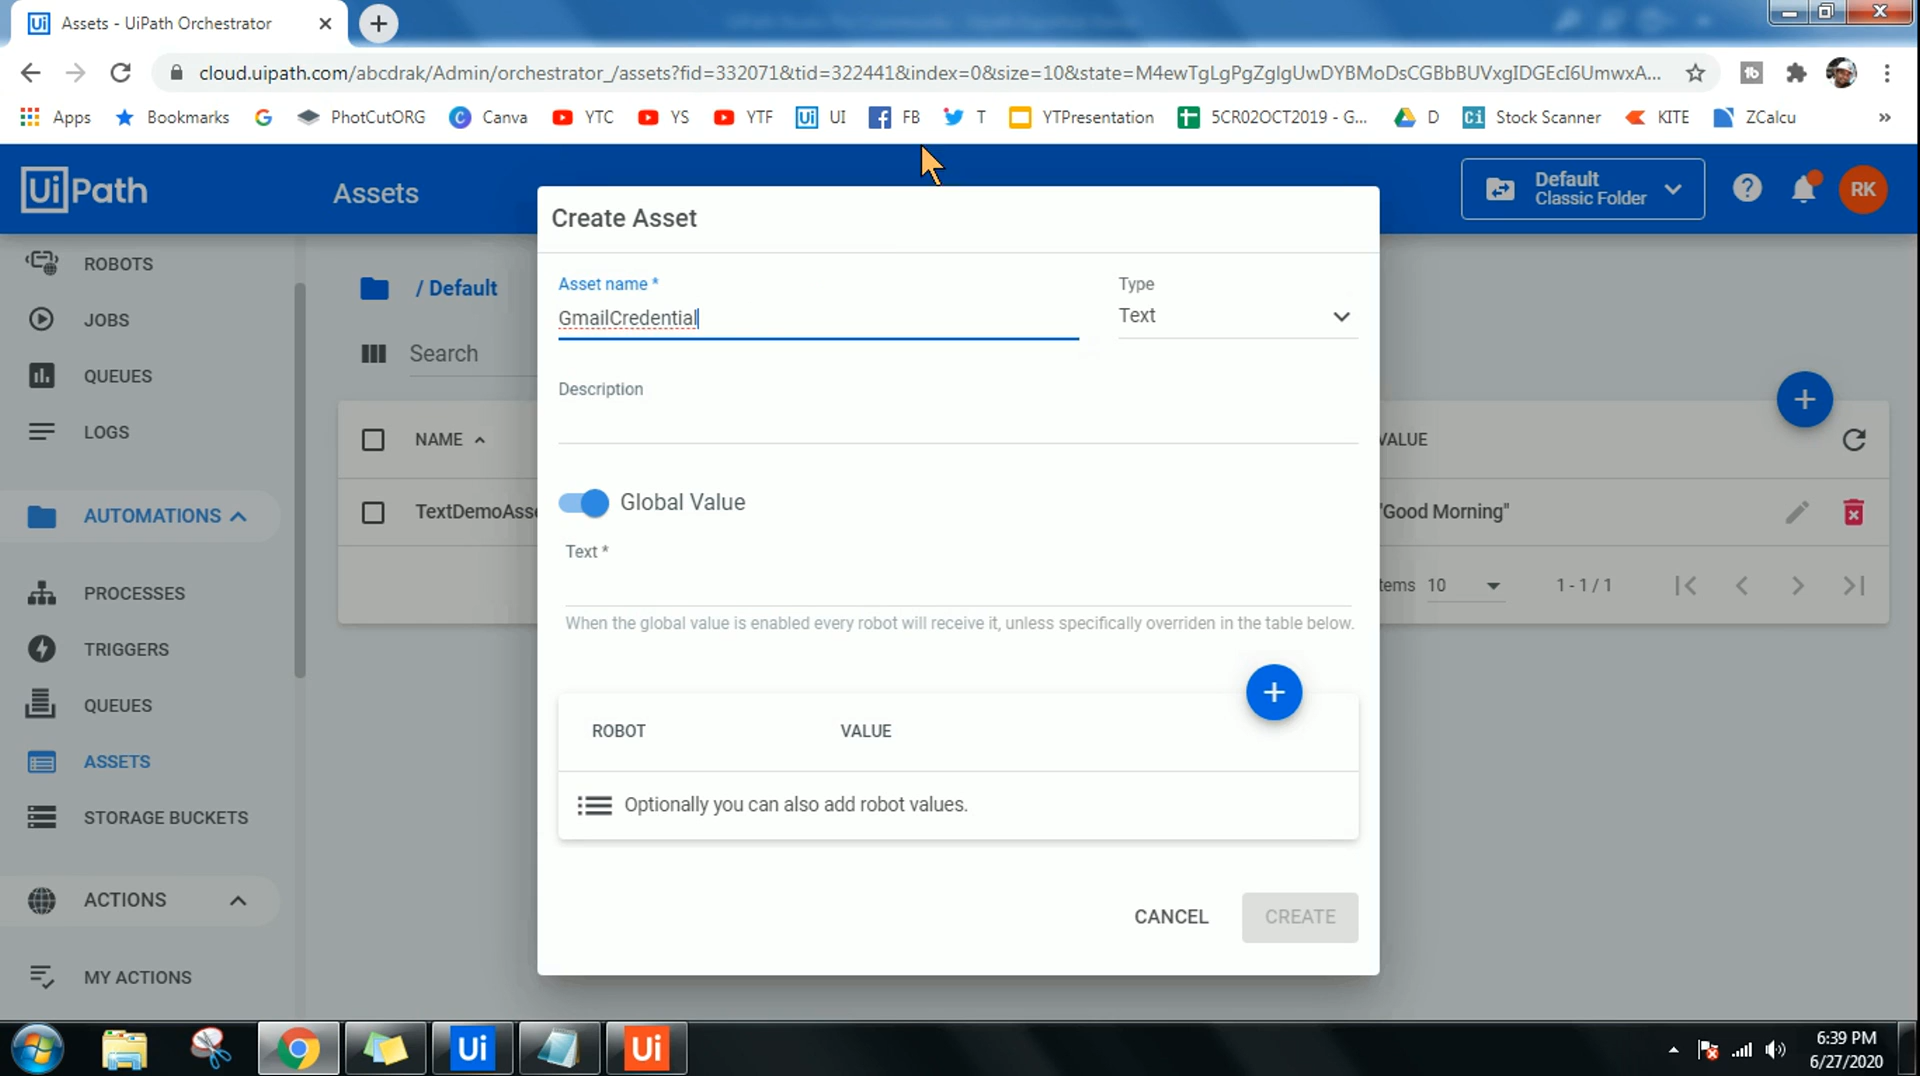 Assets - UiPath Orchestrator
cloud.uipath.com/abcdrak/Admin/orchestrator_/assets?fid=332071&tid=322441&index=0&size=10&state=M4ewTgLgPgZglgUwDYBMoDsCGBbBUVxgIDGEcI6UmwxA...
Apps Bookmarks PhotCutORG Canva YTC YS YTF UI FB T YTPresentation 5CR02OCT2019 - G... D Stock Scanner KITE ZCalcu »
UiPath
Assets
Default
Classic Folder
RK
ROBOTS
JOBS
QUEUES
LOGS
AUTOMATIONS
PROCESSES
TRIGGERS
QUEUES
ASSETS
STORAGE BUCKETS
ACTIONS
MY ACTIONS
/ Default
Search
NAME
VALUE
TextDemoAsse
"Good Morning"
tems 10 1 - 1 / 1
Create Asset
Asset name *
Type
GmailCredential
Text
Description
Global Value
Text *
When the global value is enabled every robot will receive it, unless specifically overriden in the table below.
ROBOT VALUE
Optionally you can also add robot values.
CANCEL CREATE
6:39 PM
6/27/2020